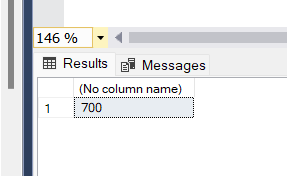 146 %
Results Messages
(No column name)
1 700